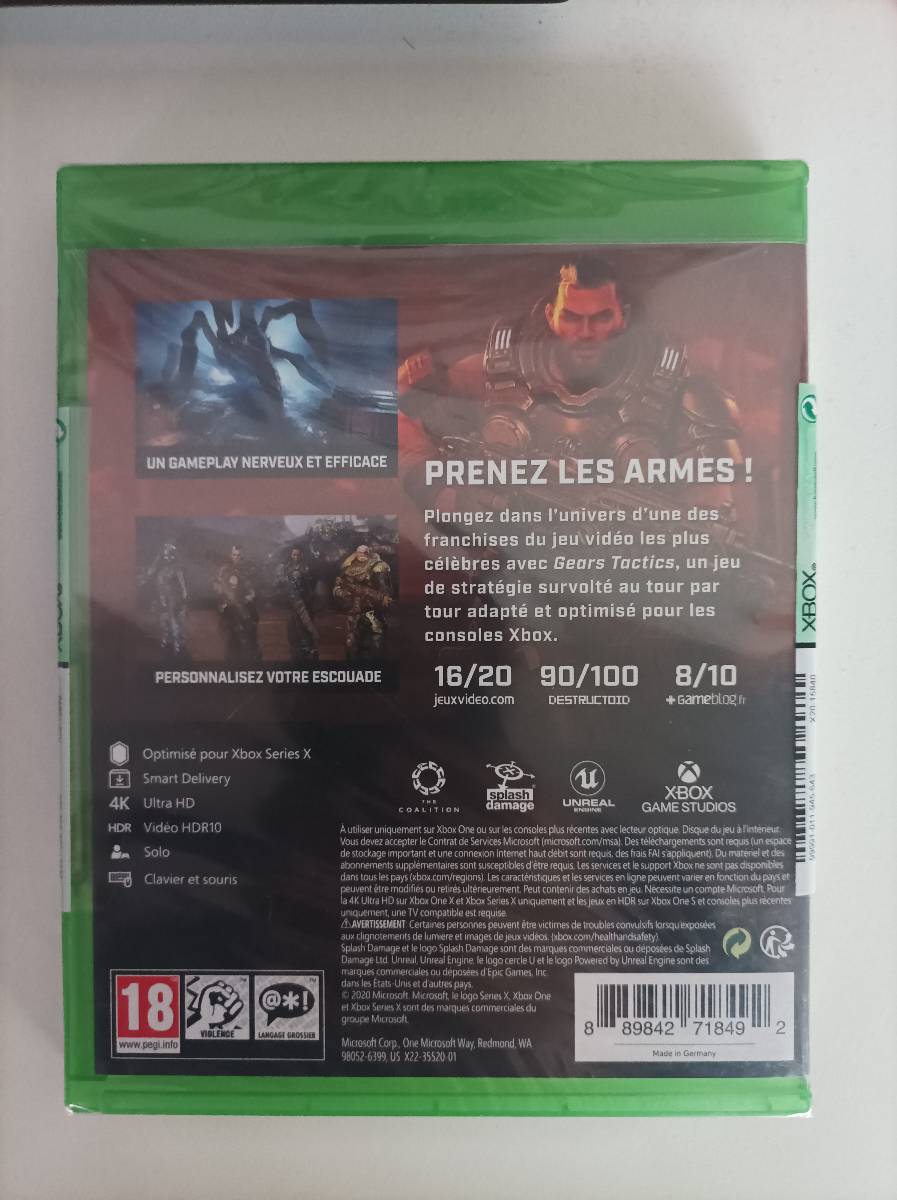 UN GAMEPLAY NERVEUX ET EFFICACE
PRENEZ LES ARMES !
Plongez dans l'univers d'une des
franchises du jeu vidéo les plus
célèbres avec Gears Tactics, un jeu
de stratégie survolté au tour par
tour adapté et optimisé pour les
consoles Xbox.
PERSONNALISEZ VOTRE ESCOUADE
16/20 90/100 8/10
jeuxvideo.com DESTRUCTOID +Gameblog.fr
Optimisé pour Xbox Series X
Smart Delivery
4K Ultra HD
HDR Vidéo HDR10
Solo
Clavier et souris
THE
COALITION
splash
damage
UNREAL
ENGINE
XBOX
GAME STUDIOS
À utiliser uniquement sur Xbox One ou sur les consoles plus récentes avec lecteur optique. Disque du jeu à l'intérieur.
Vous devez accepter le Contrat de Services Microsoft (microsoft.com/msa). Des téléchargements sont requis (un espace
de stockage important et une connexion Internet haut débit sont requis, des frais FAI s'appliquent). Du matériel et des
abonnements supplémentaires sont susceptibles d'être requis. Les services et le support Xbox ne sont pas disponibles
dans tous les pays (xbox.com/regions). Les caractéristiques et les services en ligne peuvent varier en fonction du pays et
peuvent être modifiés ou retirés ultérieurement. Peut contenir des achats en jeu. Nécessite un compte Microsoft. Pour
la 4K Ultra HD sur Xbox One X et Xbox Series X uniquement et les jeux en HDR sur Xbox One S et consoles plus récentes
uniquement, une TV compatible est requise.
AVERTISSEMENT Certaines personnes peuvent être victimes de troubles convulsifs lorsqu'exposées
aux clignotements de lumière et images de jeux vidéos. (xbox.com/healthandsafety)
Splash Damage et le logo Splash Damage sont des marques commerciales ou déposées de Splash
Damage Ltd. Unreal, Unreal Engine, le logo cercle U et le logo Powered by Unreal Engine sont des
marques commerciales ou déposées d'Epic Games, Inc.
dans les États-Unis et d'autres pays.
© 2020 Microsoft. Microsoft, le logo Series X, Xbox One
et Xbox Series X sont des marques commerciales du
groupe Microsoft.
Microsoft Corp., One Microsoft Way, Redmond, WA
98052-6399, US X22-35520-01
18
www.pegi.info
VIOLENCE
@*!
LANGAGE GROSSIER
8 89842 71849 2
Made in Germany
XBOX
X20-15840
XBOX